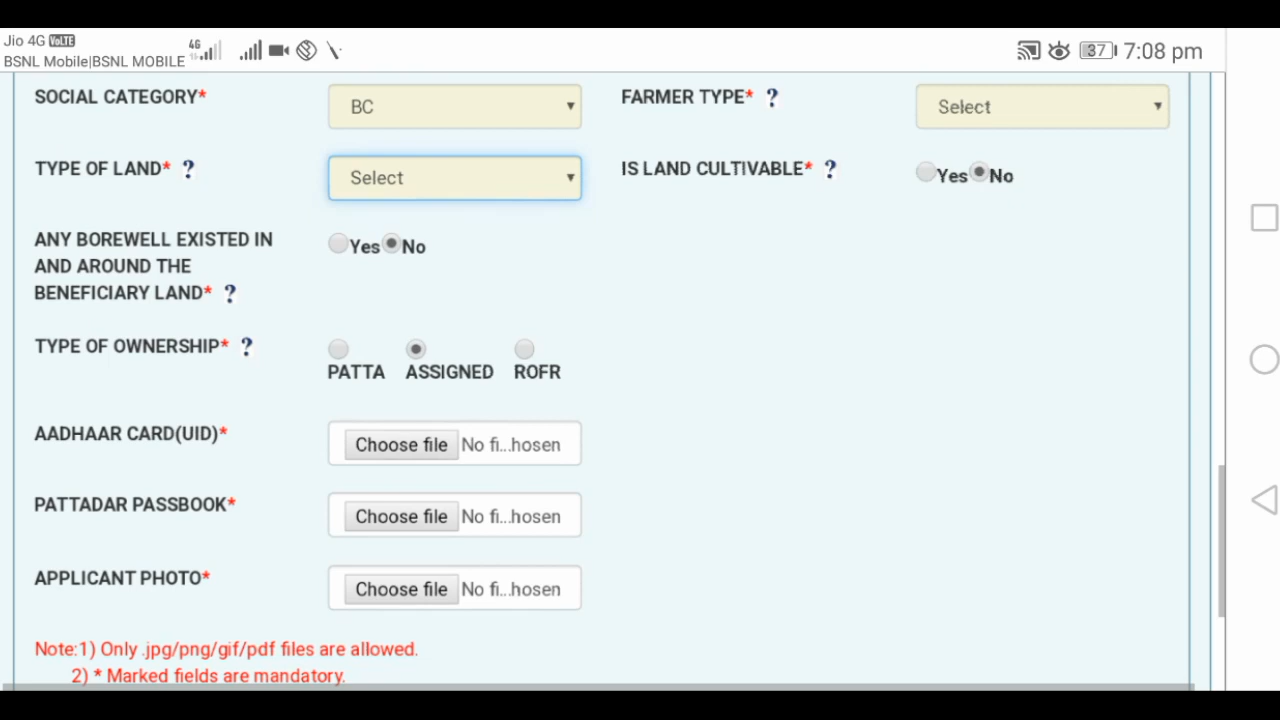 Jio 4G VoLTE
BSNL Mobile|BSNL MOBILE 4G 37 7:08 pm
SOCIAL CATEGORY* BC FARMER TYPE* ? Select
TYPE OF LAND* ? Select IS LAND CULTIVABLE* ? Yes No
ANY BOREWELL EXISTED IN Yes No
AND AROUND THE
BENEFICIARY LAND* ?
TYPE OF OWNERSHIP* ?
PATTA ASSIGNED ROFR
AADHAAR CARD(UID)* Choose file No fi...hosen
PATTADAR PASSBOOK* Choose file No fi...hosen
APPLICANT PHOTO* Choose file No fi...hosen
Note:1) Only .jpg/png/gif/pdf files are allowed.
2) * Marked fields are mandatory.